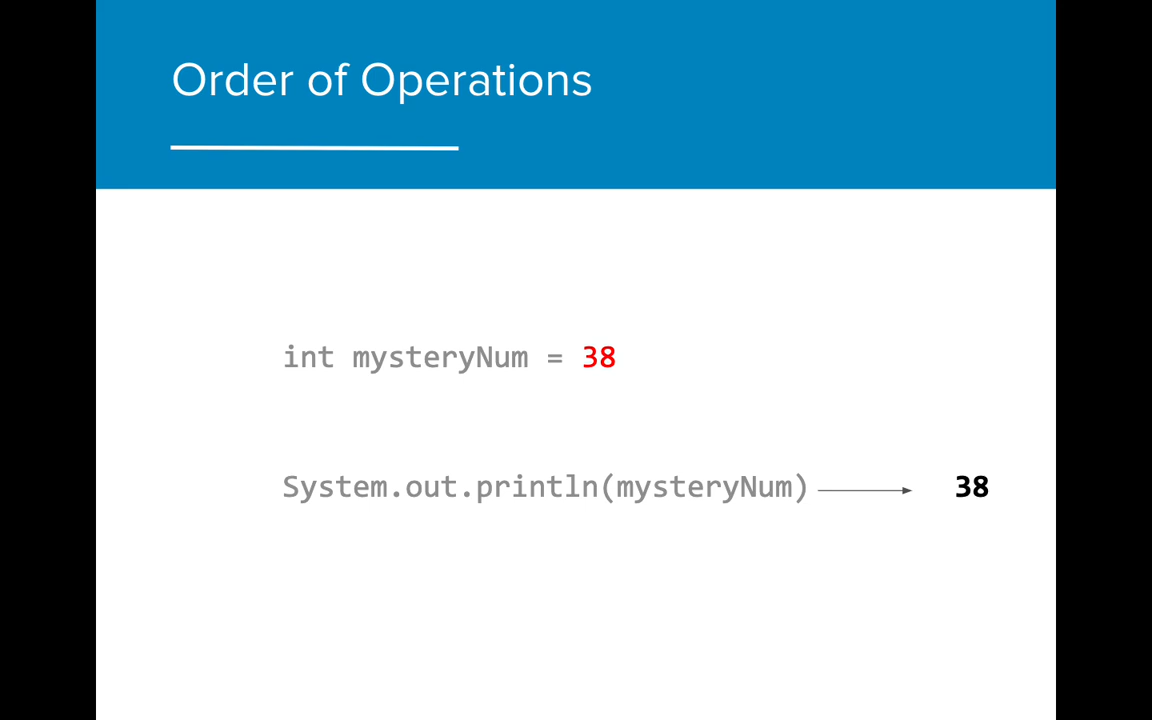 Order of Operations
int mysteryNum = 38
System.out.println(mysteryNum) → 38